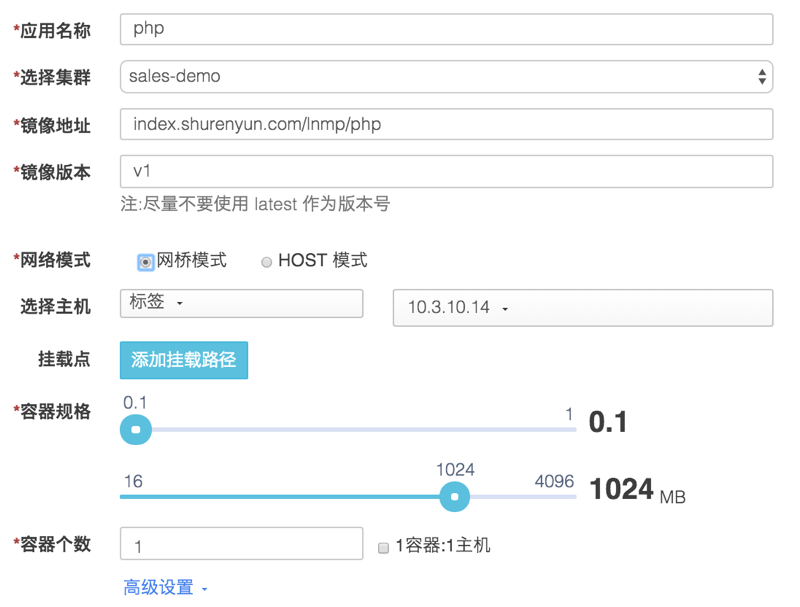 *应用名称 php
*选择集群 sales-demo
*镜像地址 index.shurenyun.com/lnmp/php
*镜像版本 v1
注:尽量不要使用 latest 作为版本号
*网络模式 网桥模式 HOST 模式
选择主机 标签 10.3.10.14
挂载点 添加挂载路径
0.1
*容器规格 1 0.1
1024
16 4096 1024 MB
*容器个数 1 1容器:1主机
高级设置